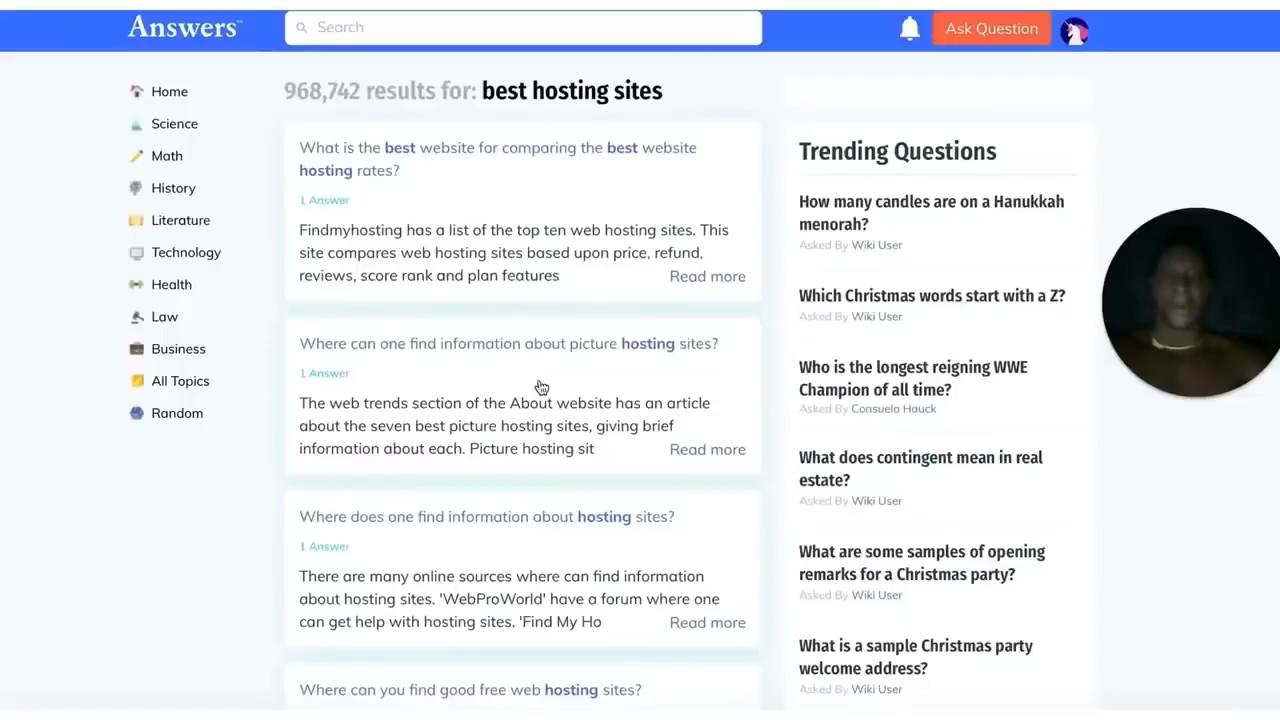 Answers™
Search
Ask Question
Home
Science
Math
History
Literature
Technology
Health
Law
Business
All Topics
Random
968,742 results for: best hosting sites
What is the best website for comparing the best website
hosting rates?
1 Answer
Findmyhosting has a list of the top ten web hosting sites. This
site compares web hosting sites based upon price, refund,
reviews, score rank and plan features
Read more
Where can one find information about picture hosting sites?
1 Answer
The web trends section of the About website has an article
about the seven best picture hosting sites, giving brief
information about each. Picture hosting sit
Read more
Where does one find information about hosting sites?
1 Answer
There are many online sources where can find information
about hosting sites. 'WebProWorld' have a forum where one
can get help with hosting sites. 'Find My Ho
Read more
Where can you find good free web hosting sites?
Trending Questions
How many candles are on a Hanukkah
menorah?
Asked By Wiki User
Which Christmas words start with a Z?
Asked By Wiki User
Who is the longest reigning WWE
Champion of all time?
Asked By Consuelo Hauck
What does contingent mean in real
estate?
Asked By Wiki User
What are some samples of opening
remarks for a Christmas party?
Asked By Wiki User
What is a sample Christmas party
welcome address?
Asked By Wiki User